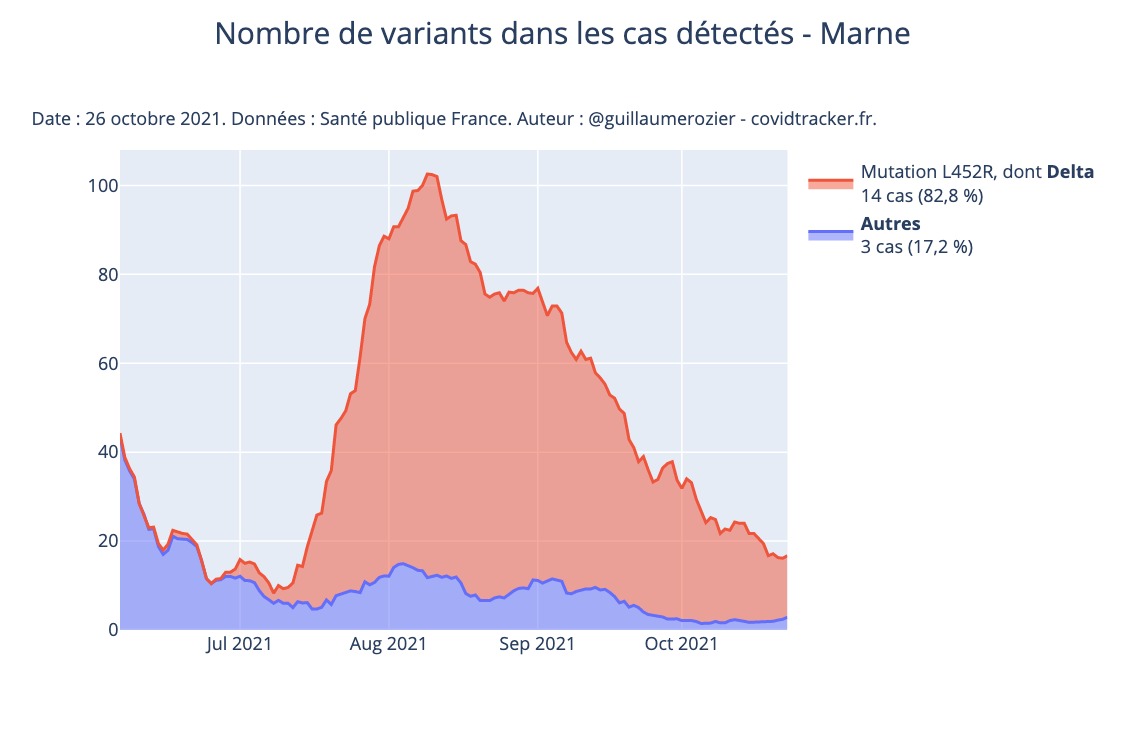 Nombre de variants dans les cas détectés - Marne
Date : 26 octobre 2021. Données : Santé publique France. Auteur : @guillaumerozier - covidtracker.fr.
Mutation L452R, dont Delta
14 cas (82,8 %)
Autres
3 cas (17,2 %)
100
80
60
40
20
0
Jul 2021
Aug 2021
Sep 2021
Oct 2021